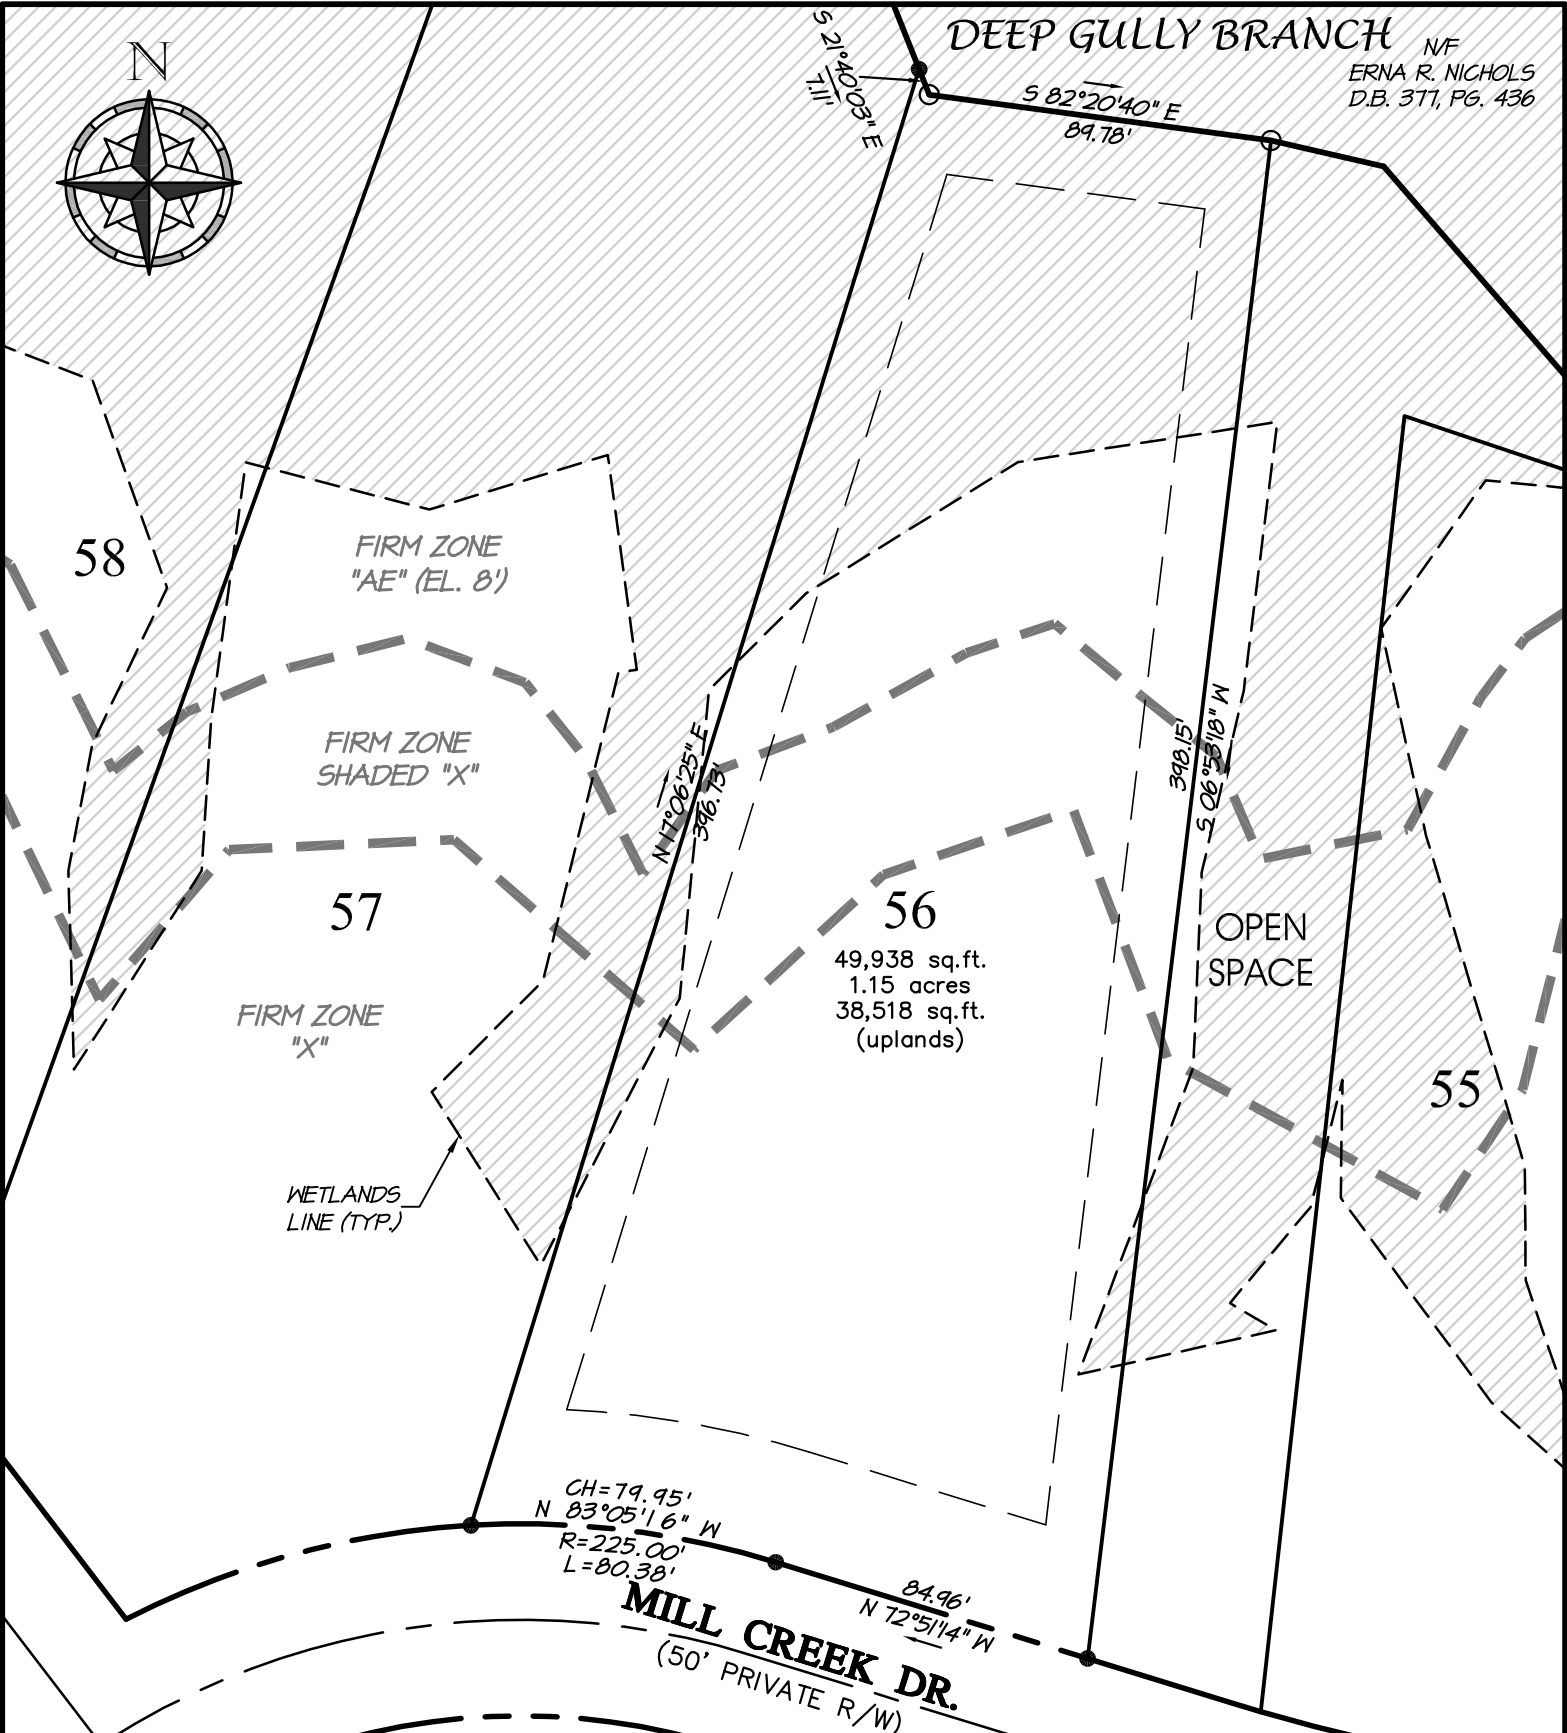 N
DEEP GULLY BRANCH
N/F
ERNA R. NICHOLS
D.B. 377, PG. 436
S 21°40'03" E
7.11'
S 82°20'40" E
89.78'
58
FIRM ZONE
"AE" (EL. 8')
FIRM ZONE
SHADED "X"
N 17°06'25" E
396.73'
398.15'
S 06°53'18" W
57
56
49,938 sq.ft.
1.15 acres
38,518 sq.ft.
(uplands)
OPEN
SPACE
FIRM ZONE
"X"
55
WETLANDS
LINE (TYP.)
CH=79.95'
N 83°05'16" W
R=225.00'
L=80.38'
84.96'
N 72°51'14" W
MILL CREEK DR.
(50' PRIVATE R/W)